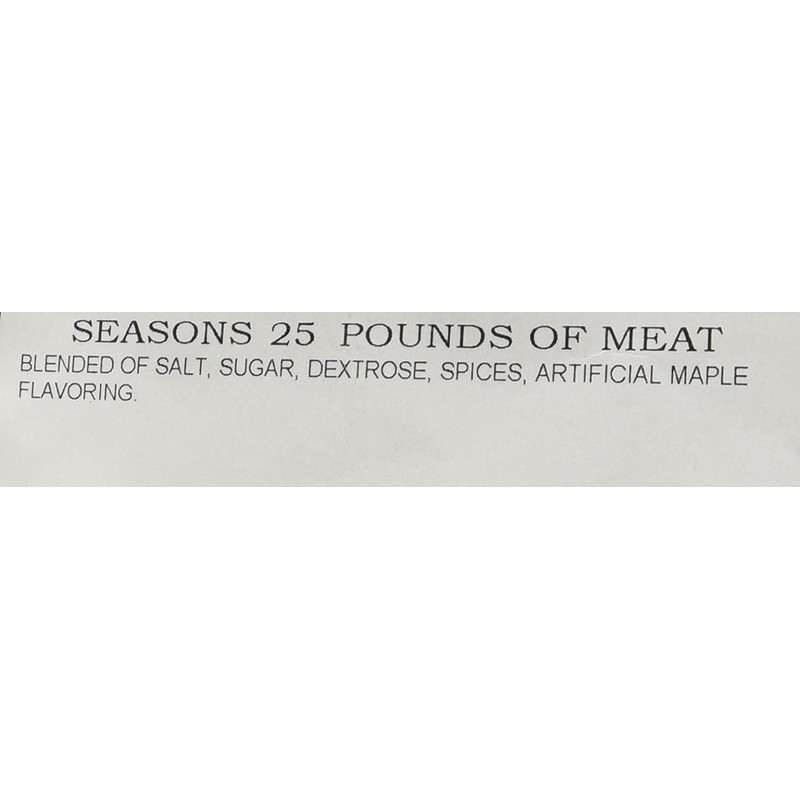 SEASONS 25 POUNDS OF MEAT
BLENDED OF SALT, SUGAR, DEXTROSE, SPICES, ARTIFICIAL MAPLE
FLAVORING.